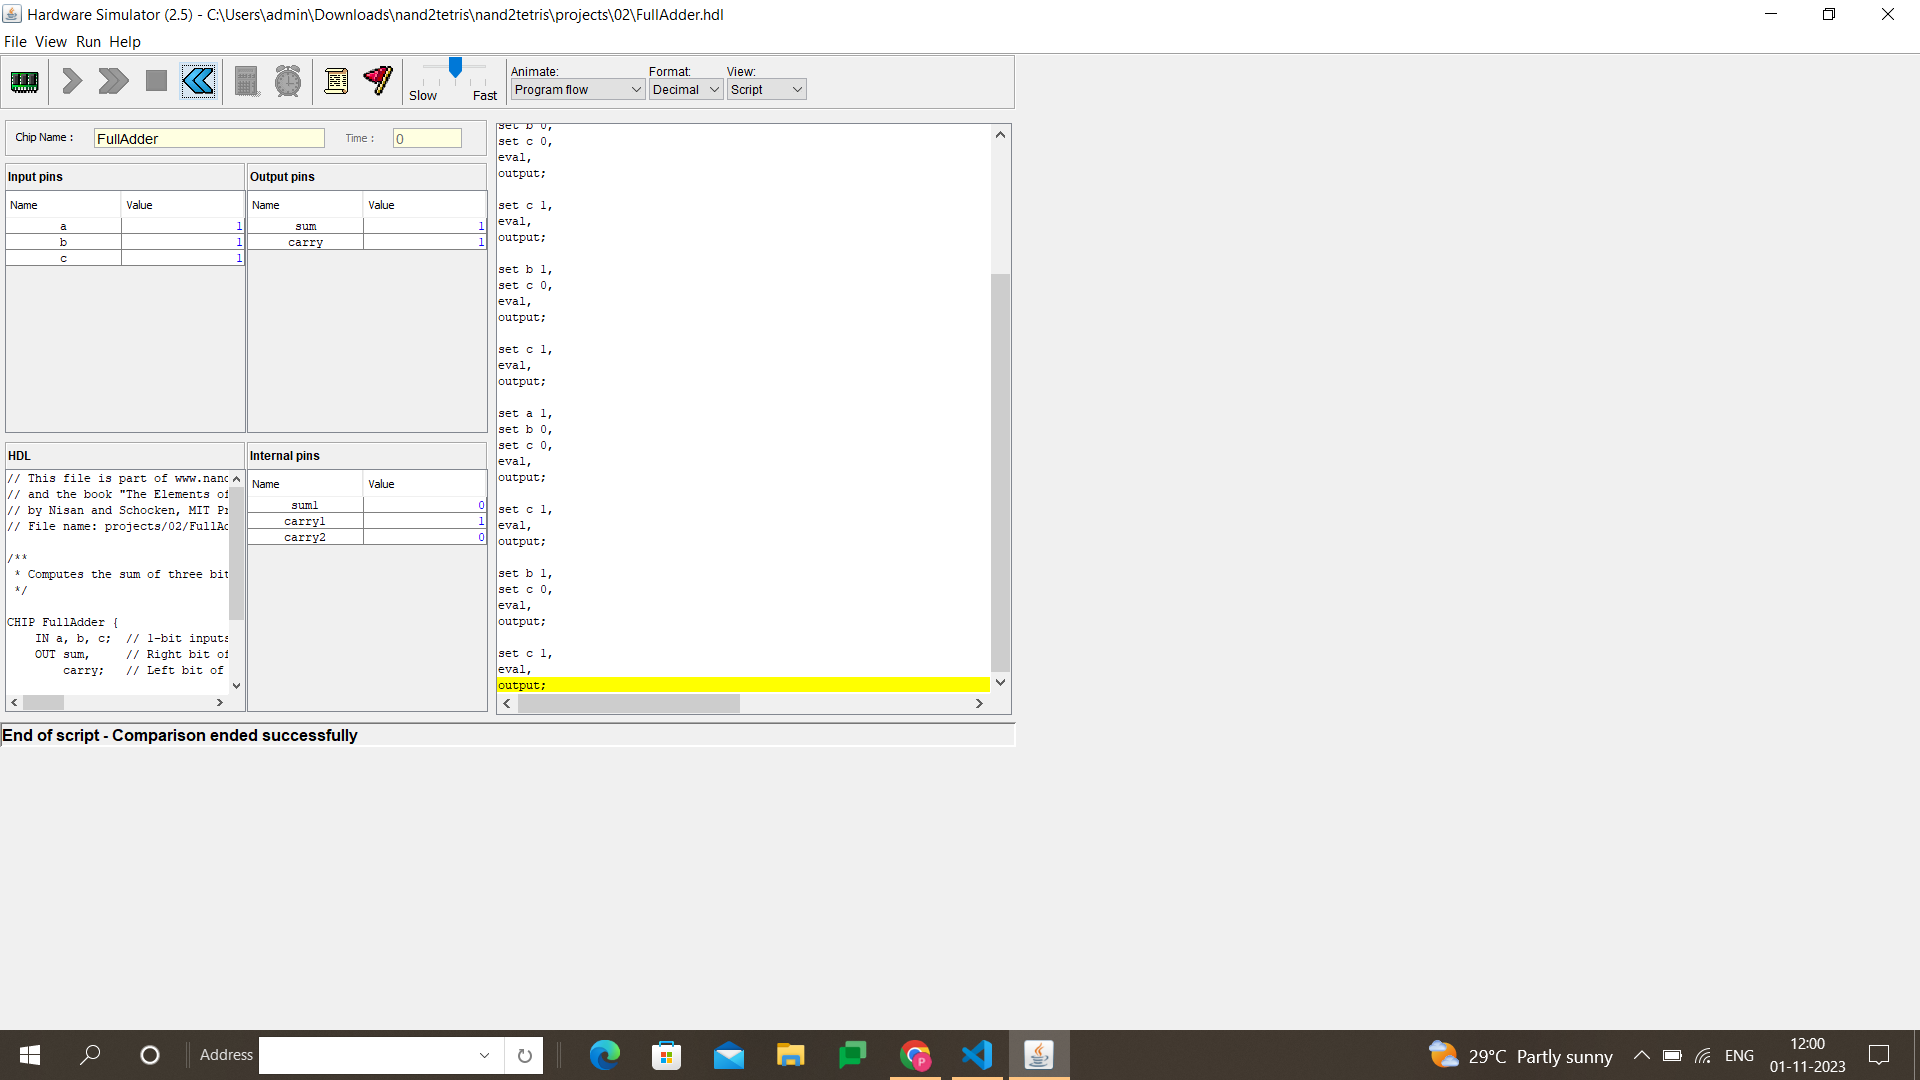 Hardware Simulator (2.5) - C:\Users\admin\Downloads\nand2tetris\nand2tetris\projects\02\FullAdder.hdl
File View Run Help
Slow Fast
Animate: Format: View:
Program flow Decimal Script
Chip Name : FullAdder Time : 0
Input pins
Name Value
a 1
b 1
c 1
Output pins
Name Value
sum 1
carry 1
HDL
// This file is part of www.nand
// and the book "The Elements of
// by Nisan and Schocken, MIT Pr
// File name: projects/02/FullAd
/**
* Computes the sum of three bit
*/
CHIP FullAdder {
IN a, b, c; // 1-bit inputs
OUT sum, // Right bit of
carry; // Left bit of
Internal pins
Name Value
sum1 0
carry1 1
carry2 0
set b 0,
set c 0,
eval,
output;
set c 1,
eval,
output;
set b 1,
set c 0,
eval,
output;
set c 1,
eval,
output;
set a 1,
set b 0,
set c 0,
eval,
output;
set c 1,
eval,
output;
set b 1,
set c 0,
eval,
output;
set c 1,
eval,
output;
End of script - Comparison ended successfully
Address
P
29°C Partly sunny
ENG
12:00
01-11-2023